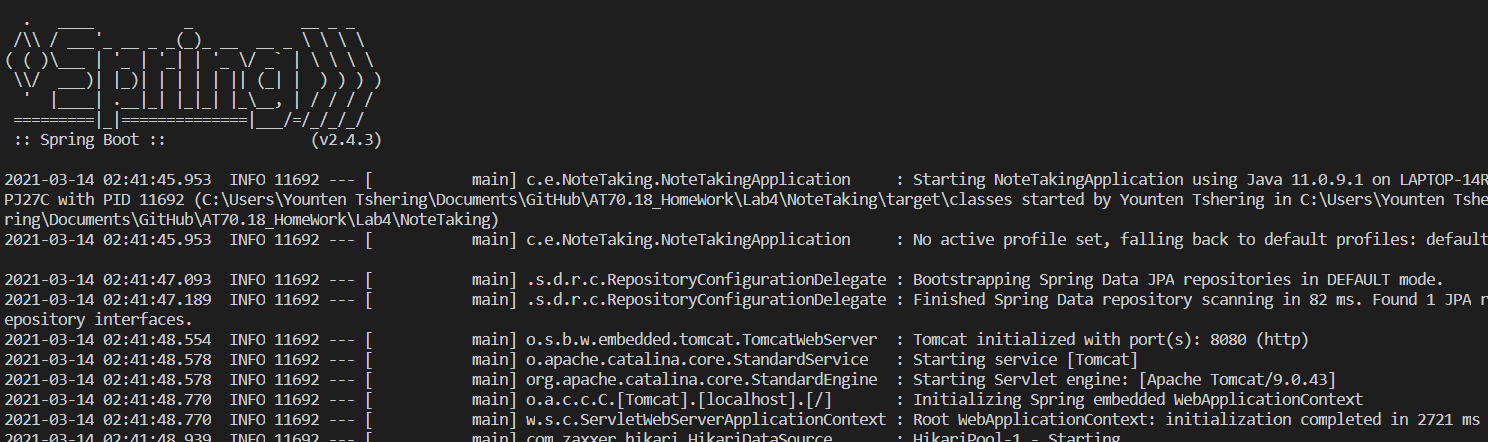 .   ____          _            __ _ _
 /\\ / ___'_ __ _ _(_)_ __  __ _ \ \ \ \
( ( )\___ | '_ | '_| | '_ \/ _` | \ \ \ \
 \\/  ___)| |_)| | | | | || (_| |  ) ) ) )
  '  |____| .__|_| |_|_| |_\__, | / / / /
 =========|_|==============|___/=/_/_/_/
 :: Spring Boot ::                (v2.4.3)
2021-03-14 02:41:45.953  INFO 11692 --- [           main] c.e.NoteTaking.NoteTakingApplication     : Starting NoteTakingApplication using Java 11.0.9.1 on LAPTOP-14R
PJ27C with PID 11692 (C:\Users\Younten Tshering\Documents\GitHub\AT70.18_HomeWork\Lab4\NoteTaking\target\classes started by Younten Tshering in C:\Users\Younten Tshe
ring\Documents\GitHub\AT70.18_HomeWork\Lab4\NoteTaking)
2021-03-14 02:41:45.953  INFO 11692 --- [           main] c.e.NoteTaking.NoteTakingApplication     : No active profile set, falling back to default profiles: default
2021-03-14 02:41:47.093  INFO 11692 --- [           main] .s.d.r.c.RepositoryConfigurationDelegate : Bootstrapping Spring Data JPA repositories in DEFAULT mode.
2021-03-14 02:41:47.189  INFO 11692 --- [           main] .s.d.r.c.RepositoryConfigurationDelegate : Finished Spring Data repository scanning in 82 ms. Found 1 JPA r
epository interfaces.
2021-03-14 02:41:48.554  INFO 11692 --- [           main] o.s.b.w.embedded.tomcat.TomcatWebServer  : Tomcat initialized with port(s): 8080 (http)
2021-03-14 02:41:48.578  INFO 11692 --- [           main] o.apache.catalina.core.StandardService   : Starting service [Tomcat]
2021-03-14 02:41:48.578  INFO 11692 --- [           main] org.apache.catalina.core.StandardEngine  : Starting Servlet engine: [Apache Tomcat/9.0.43]
2021-03-14 02:41:48.770  INFO 11692 --- [           main] o.a.c.c.C.[Tomcat].[localhost].[/]       : Initializing Spring embedded WebApplicationContext
2021-03-14 02:41:48.770  INFO 11692 --- [           main] w.s.c.ServletWebServerApplicationContext : Root WebApplicationContext: initialization completed in 2721 ms
2021-03-14 02:41:48.939  INFO 11692 --- [           main] com.zaxxer.hikari.HikariDataSource       : HikariPool-1 - Starting...